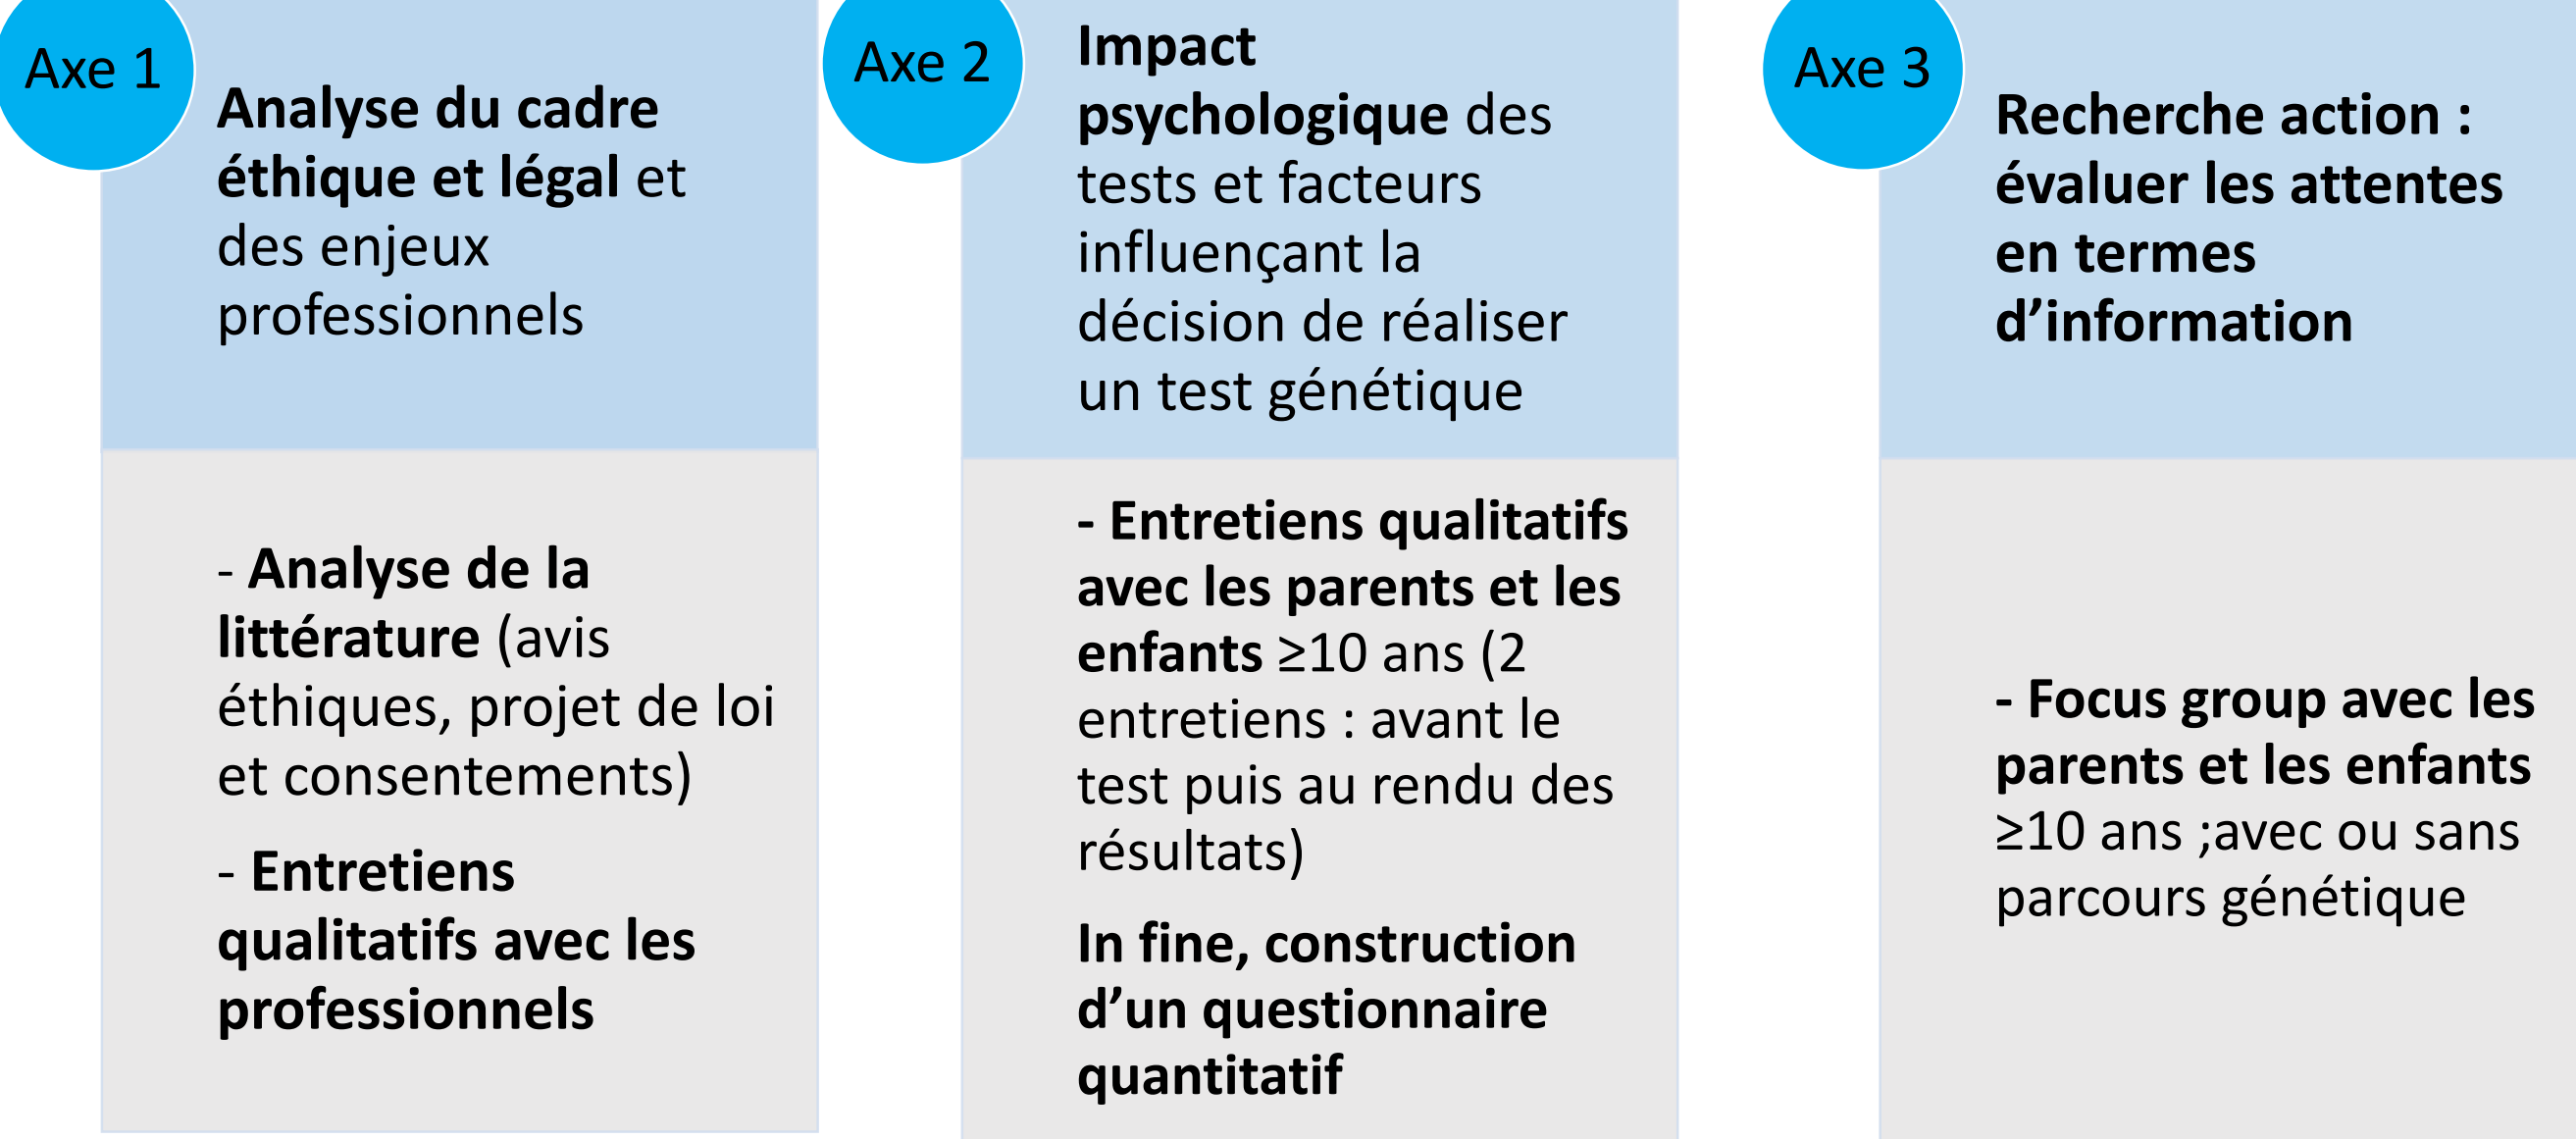 Axe 1
Analyse du cadre
éthique et légal et
des enjeux
professionnels
- Analyse de la
littérature (avis
éthiques, projet de loi
et consentements)
- Entretiens
qualitatifs avec les
professionnels
Axe 2
Impact
psychologique des
tests et facteurs
influençant la
décision de réaliser
un test génétique
- Entretiens qualitatifs
avec les parents et les
enfants ≥10 ans (2
entretiens : avant le
test puis au rendu des
résultats)
In fine, construction
d’un questionnaire
quantitatif
Axe 3
Recherche action :
évaluer les attentes
en termes
d’information
- Focus group avec les
parents et les enfants
≥10 ans ;avec ou sans
parcours génétique